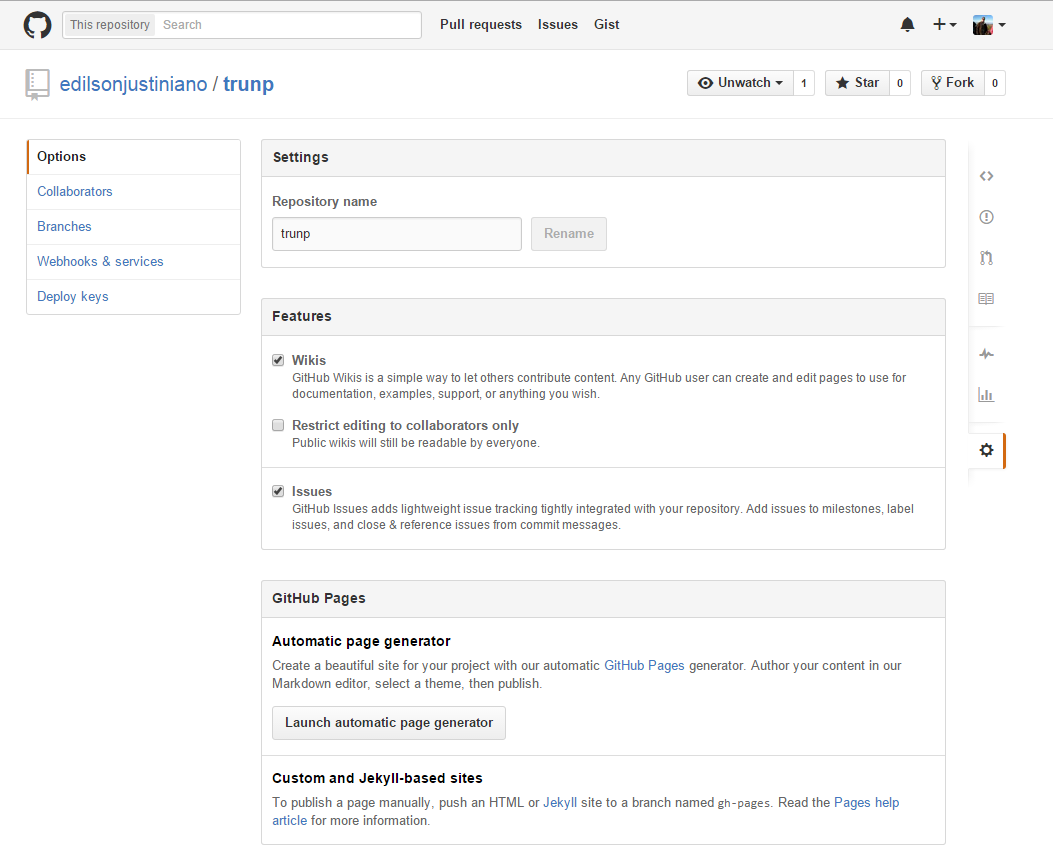 This repository Search Pull requests Issues Gist
edilsonjustiniano / trunp Unwatch 1 Star 0 Fork 0
Options
Collaborators
Branches
Webhooks & services
Deploy keys
Settings
Repository name
trunp Rename
Features
Wikis
GitHub Wikis is a simple way to let others contribute content. Any GitHub user can create and edit pages to use for
documentation, examples, support, or anything you wish.
Restrict editing to collaborators only
Public wikis will still be readable by everyone.
Issues
GitHub Issues adds lightweight issue tracking tightly integrated with your repository. Add issues to milestones, label
issues, and close & reference issues from commit messages.
GitHub Pages
Automatic page generator
Create a beautiful site for your project with our automatic GitHub Pages generator. Author your content in our
Markdown editor, select a theme, then publish.
Launch automatic page generator
Custom and Jekyll-based sites
To publish a page manually, push an HTML or Jekyll site to a branch named gh-pages. Read the Pages help
article for more information.